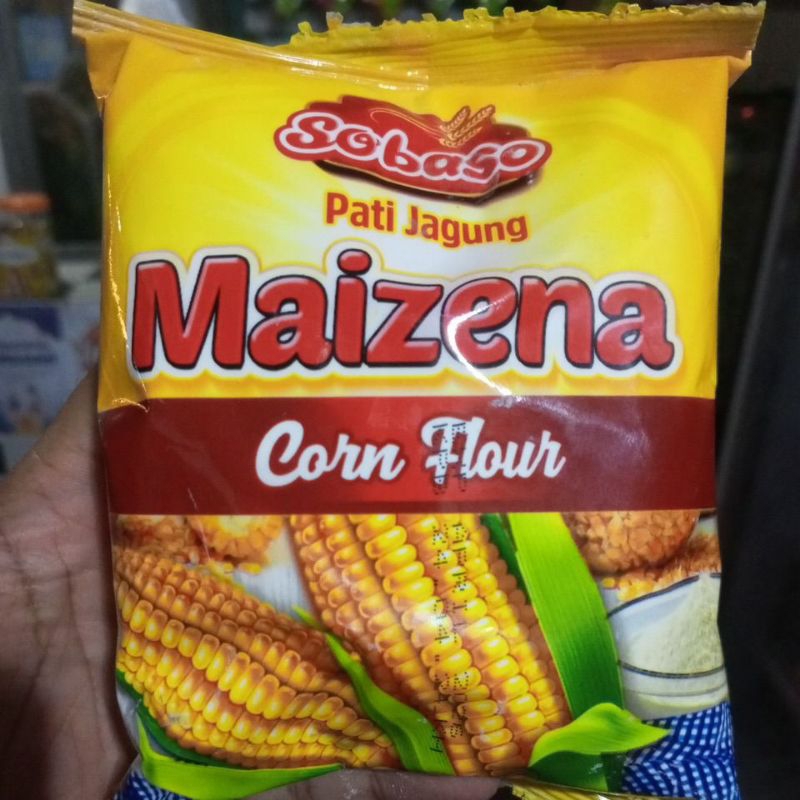 Sobaso
Pati Jagung
Maizena
Corn Flour